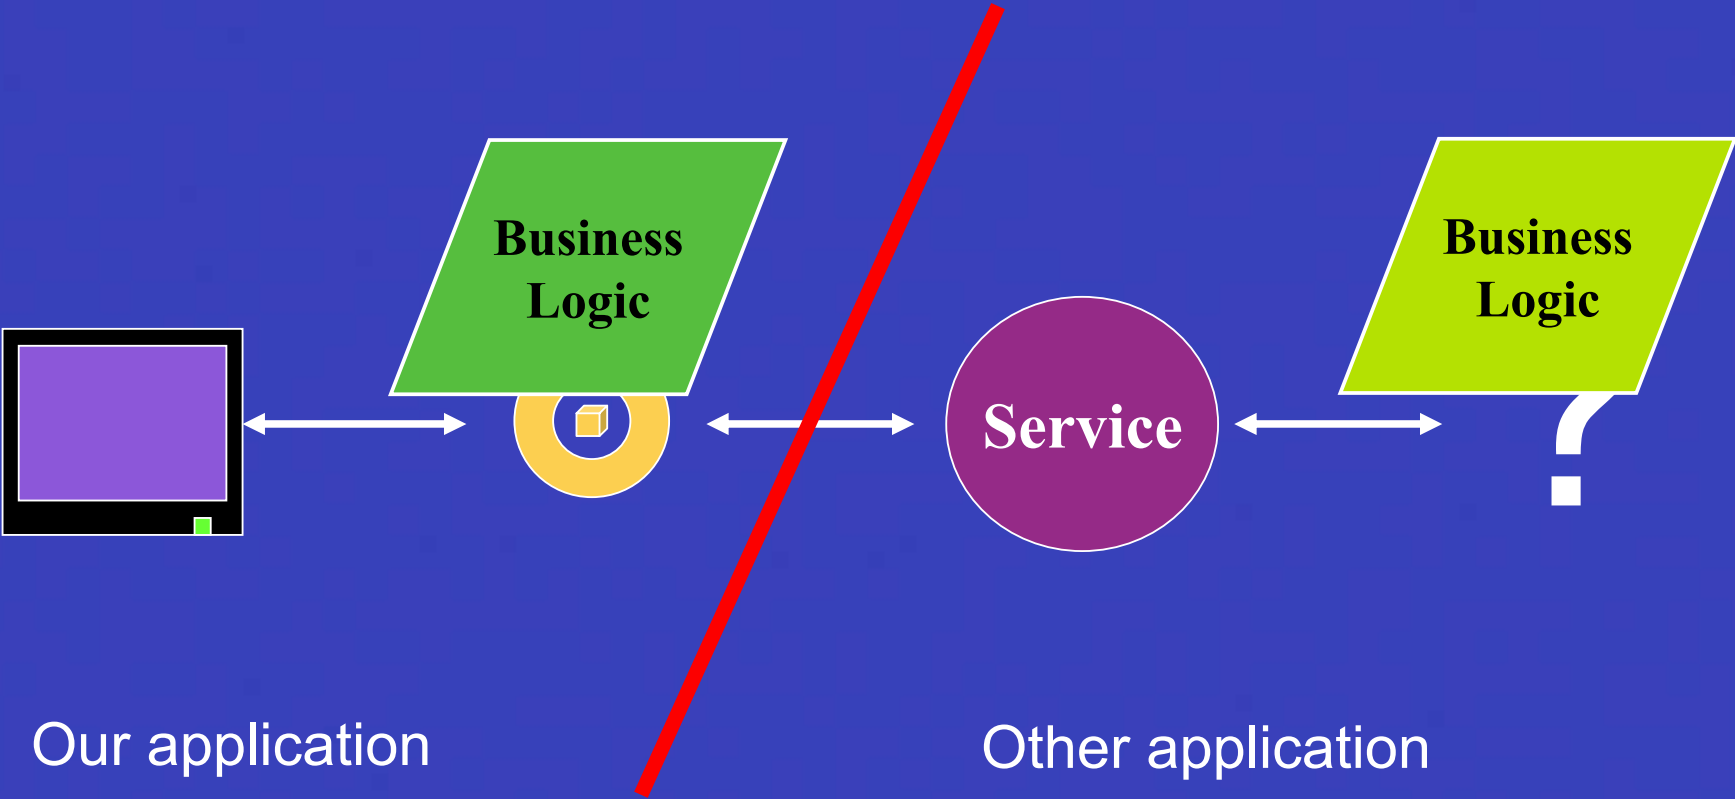 Business
Logic
Business
Logic
Service
?
Our application
Other application